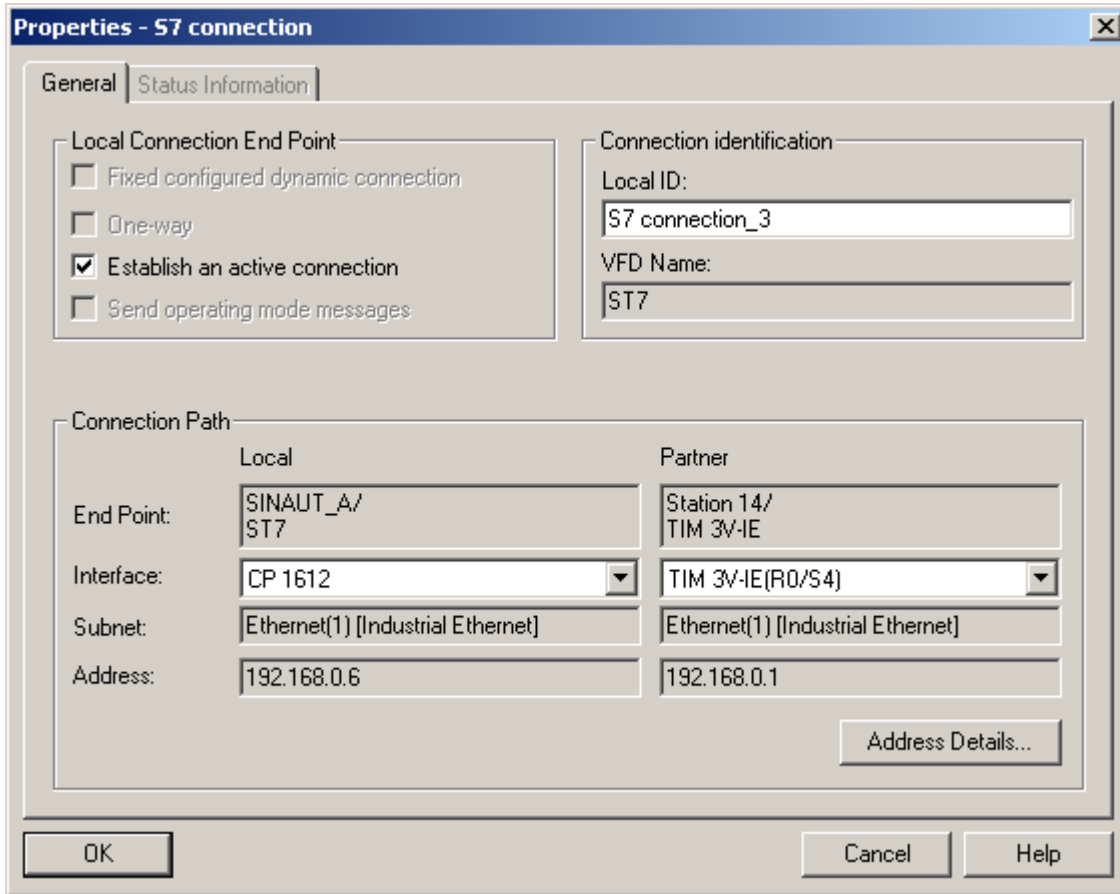 Properties - S7 connection
General
Status Information
Local Connection End Point
Fixed configured dynamic connection
One-way
Establish an active connection
Send operating mode messages
Connection identification
Local ID:
S7 connection_3
VFD Name:
ST7
Connection Path
Local
Partner
End Point:
SINAUT_A/
ST7
Station 14/
TIM 3V-IE
Interface:
CP 1612
TIM 3V-IE(R0/S4)
Subnet:
Ethernet(1) [Industrial Ethernet]
Ethernet(1) [Industrial Ethernet]
Address:
192.168.0.6
192.168.0.1
Address Details...
OK
Cancel
Help